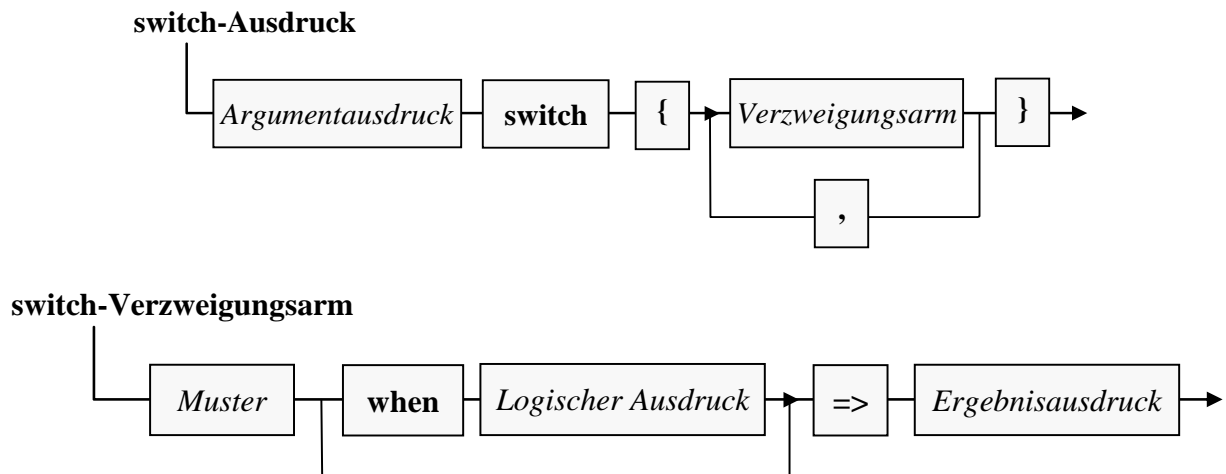 switch-Ausdruck
Argumentausdruck switch { Verzweigungsarm }
,
switch-Verzweigungsarm
Muster when Logischer Ausdruck => Ergebnisausdruck